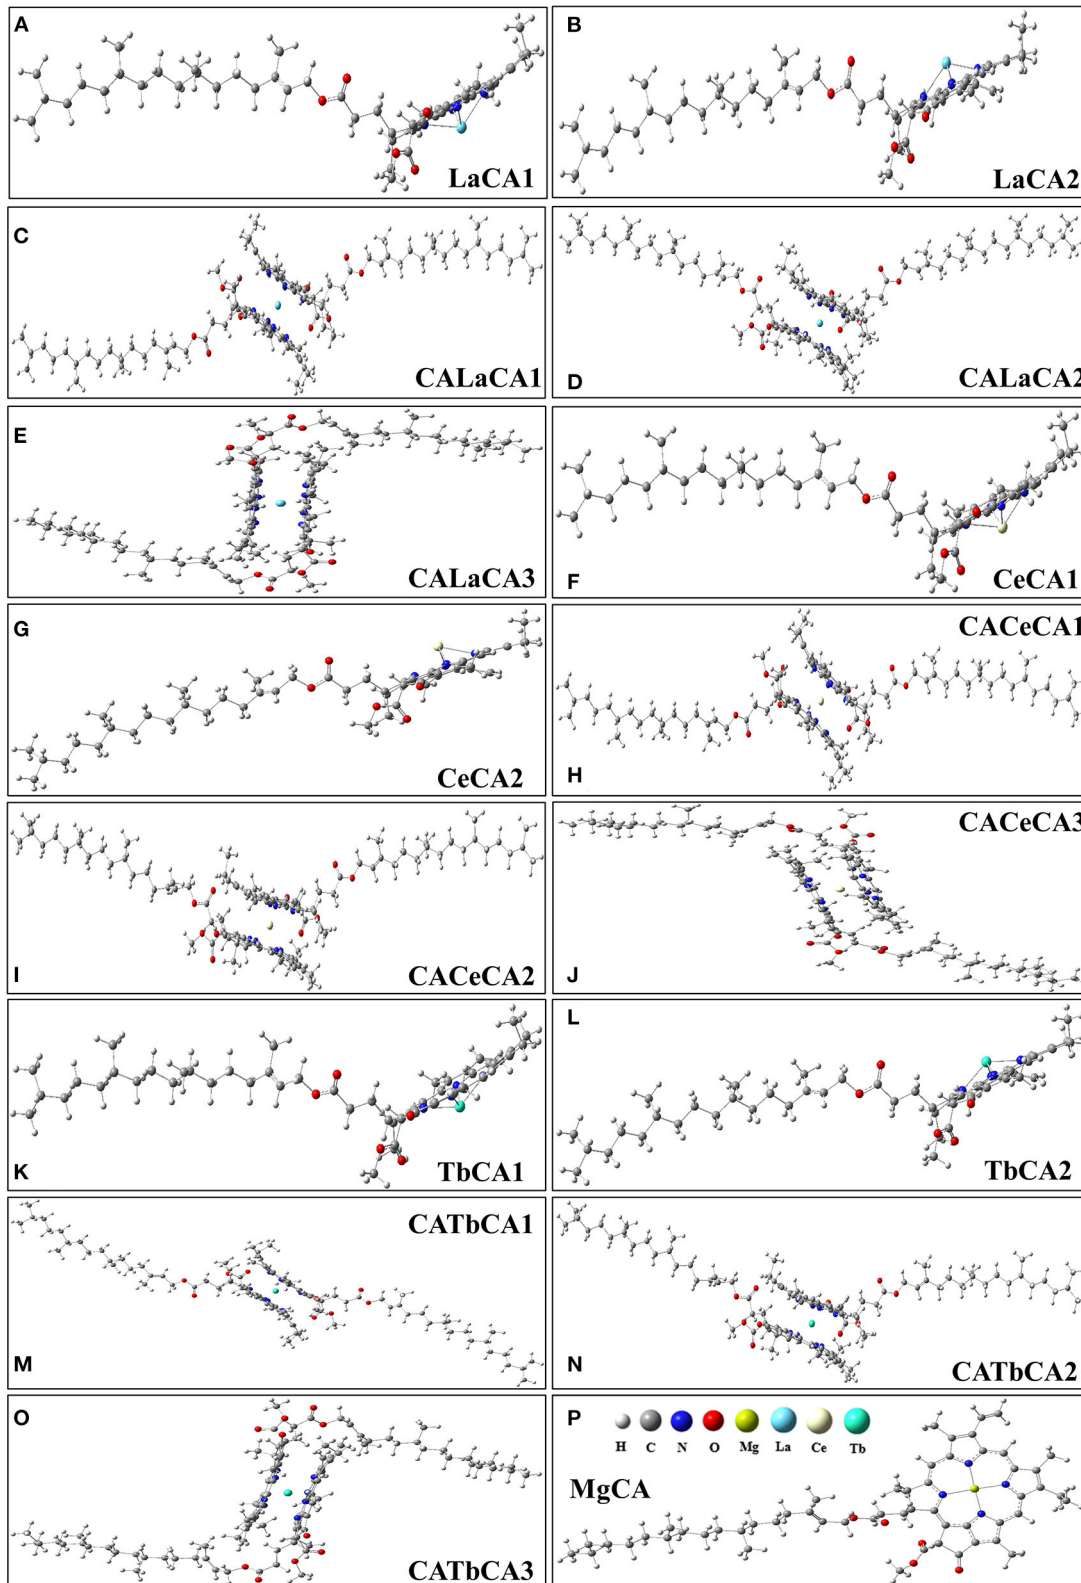 A
LaCA1
B
LaCA2
C
CALaCA1
D
CALaCA2
E
CALaCA3
F
CeCA1
G
CeCA2
H
CACeCA1
I
CACeCA2
J
CACeCA3
K
TbCA1
L
TbCA2
M
CATbCA1
N
CATbCA2
O
CATbCA3
P
H C N O Mg La Ce Tb
MgCA